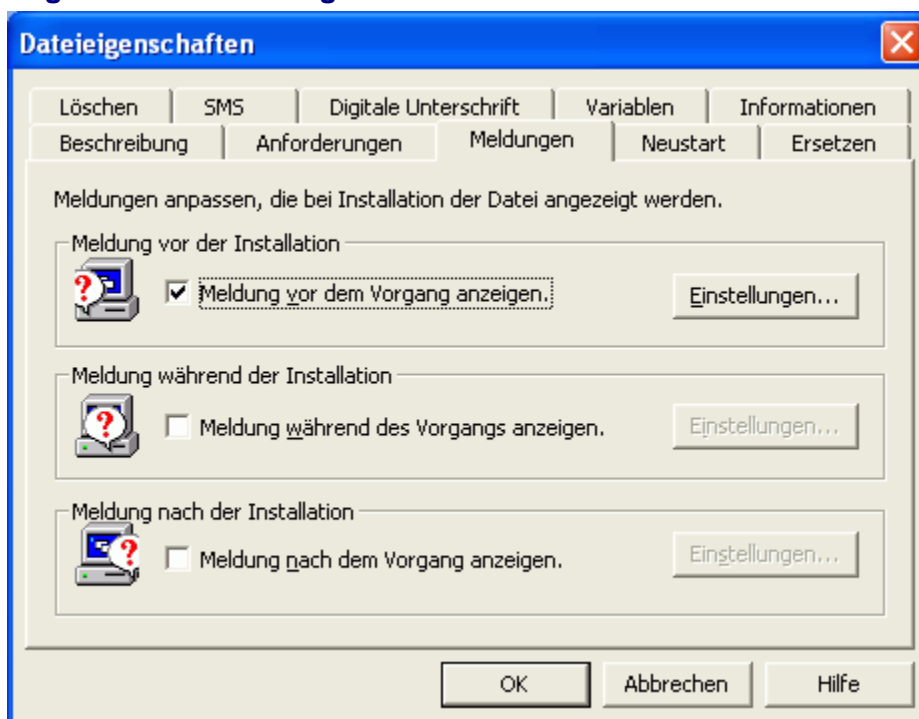 Dateieigenschaften
Löschen SMS Digitale Unterschrift Variablen Informationen
Beschreibung Anforderungen Meldungen Neustart Ersetzen
Meldungen anpassen, die bei Installation der Datei angezeigt werden.
Meldung vor der Installation
Meldung vor dem Vorgang anzeigen. Einstellungen...
Meldung während der Installation
Meldung während des Vorgangs anzeigen. Einstellungen...
Meldung nach der Installation
Meldung nach dem Vorgang anzeigen. Einstellungen...
OK Abbrechen Hilfe